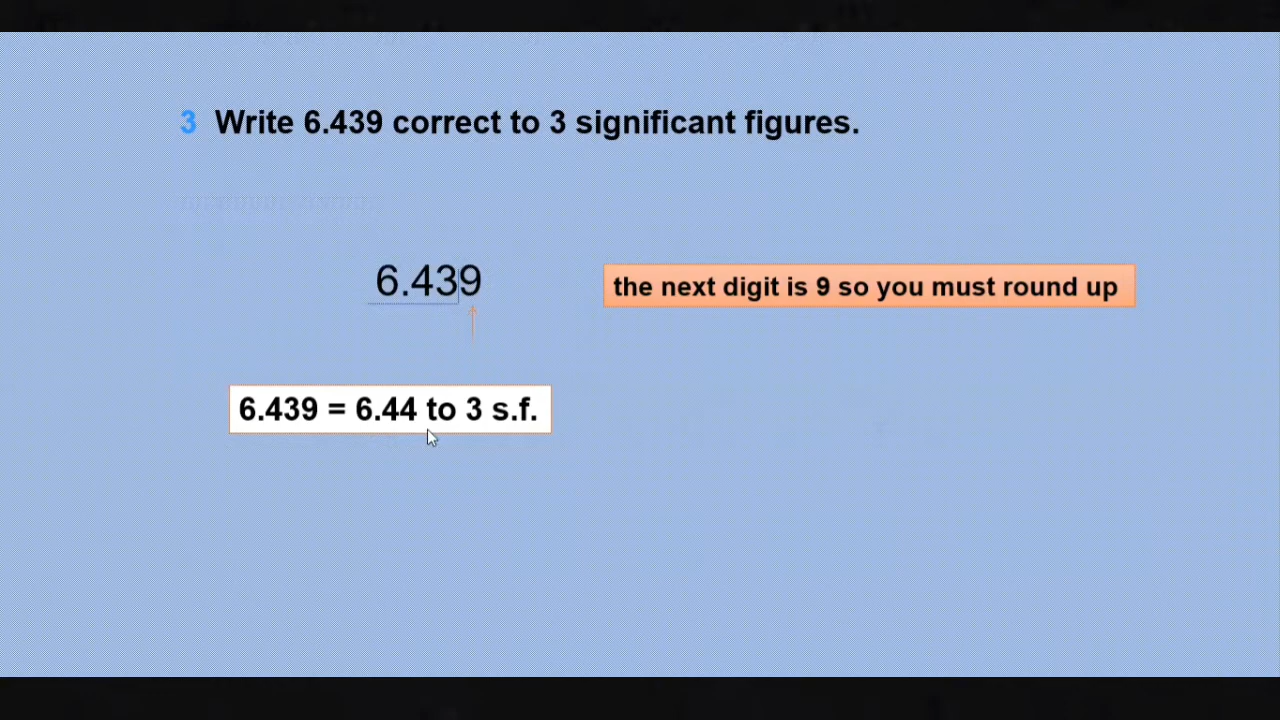 3 Write 6.439 correct to 3 significant figures.
6.439
the next digit is 9 so you must round up
6.439 = 6.44 to 3 s.f.